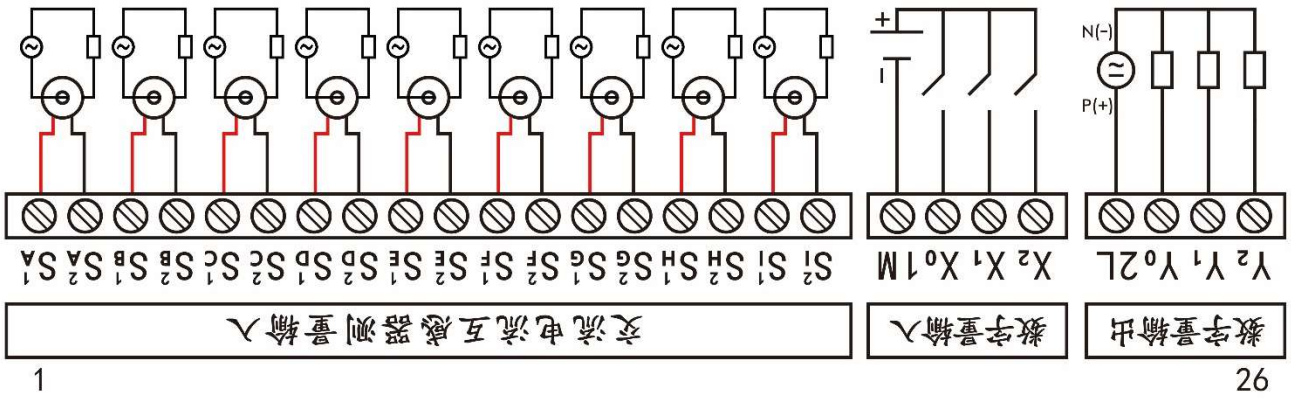 + N(-)
− P(+)
SA1 SA2 SB1 SB2 SC1 SC2 SD1 SD2 SE1 SE2 SF1 SF2 SG1 SG2 SH1 SH2 Si1 Si2 1M X0 X1 X2 2L Y0 Y1 Y2
交流电流互感器测量输入 数字量输入 数字量输出
1 26